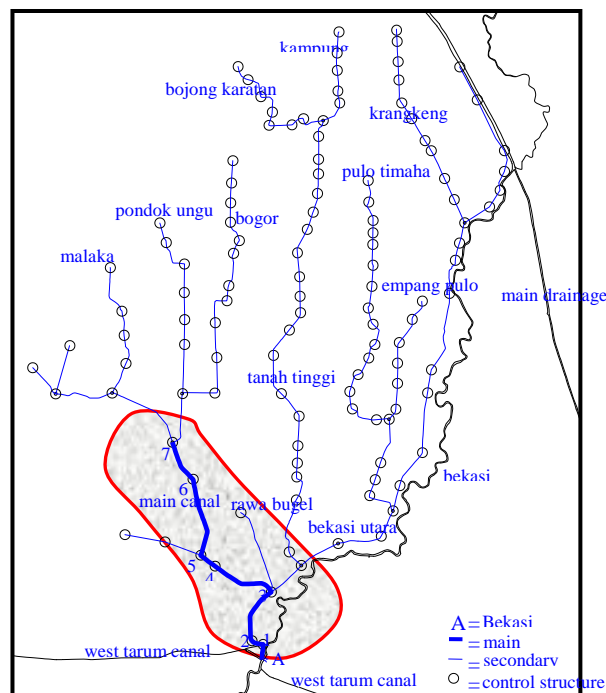 kampung
bojong karatan
krangkeng
pulo timaha
pondok ungu
bogor
malaka
empang pulo
main drainage
tanah tinggi
7
bekasi
6
main canal
rawa bugel
bekasi utara
5
4
3
2
1
A
west tarum canal
west tarum canal
A = Bekasi
= main
= secondary
= control structure